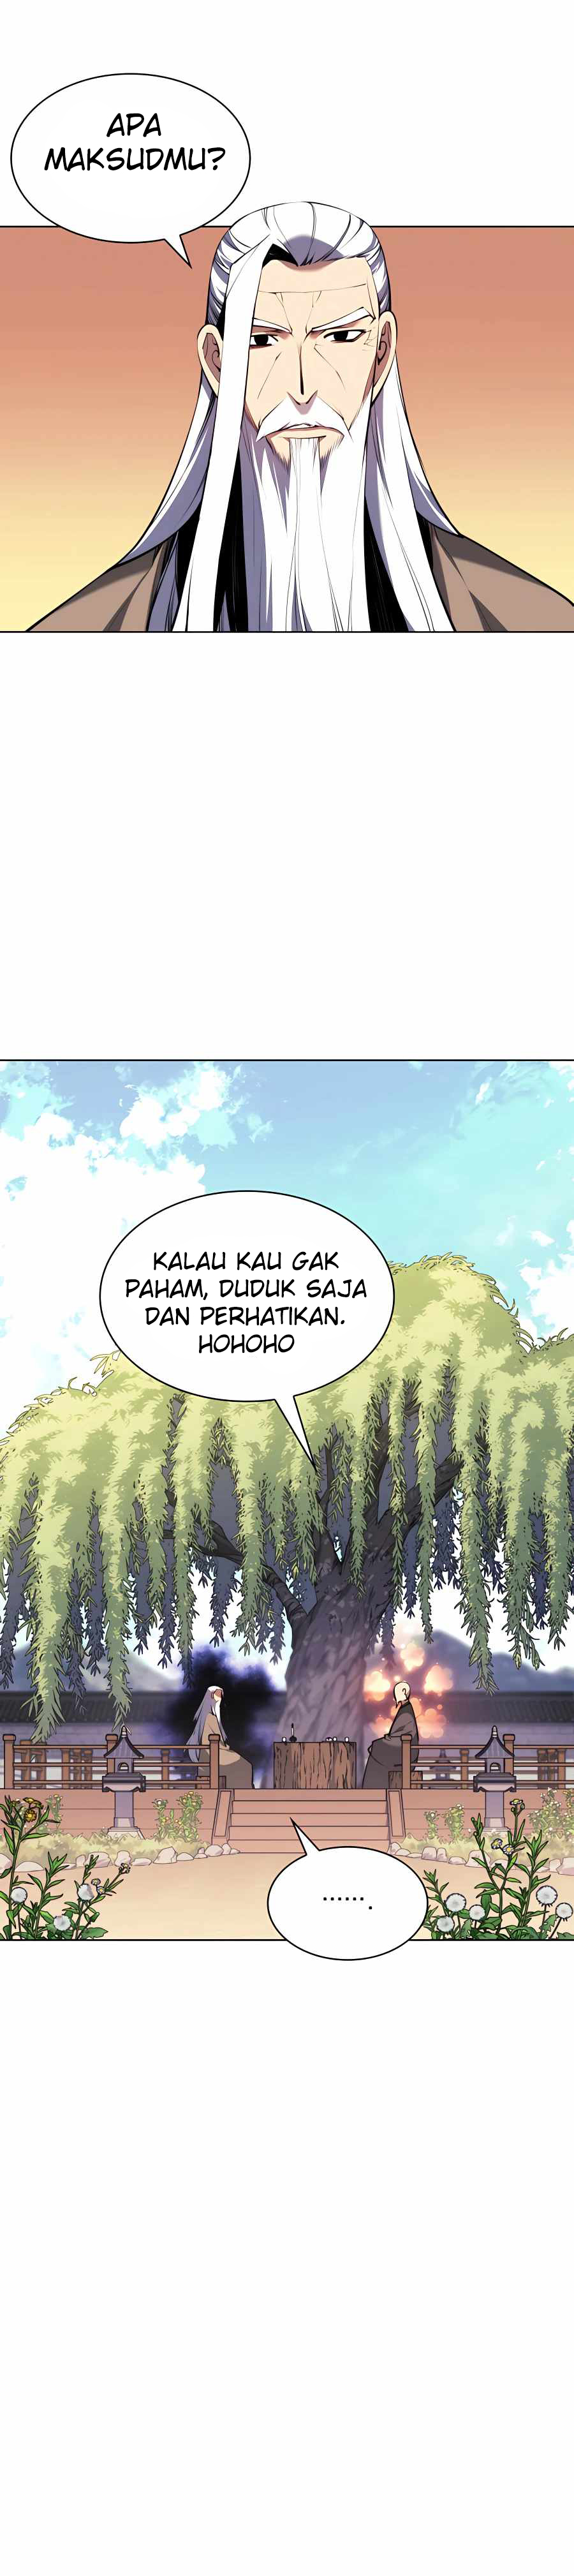 APA
MAKSUDMU?
KALAU KAU GAK
PAHAM, DUDUK SAJA
DAN PERHATIKAN.
HOHOHO
.......